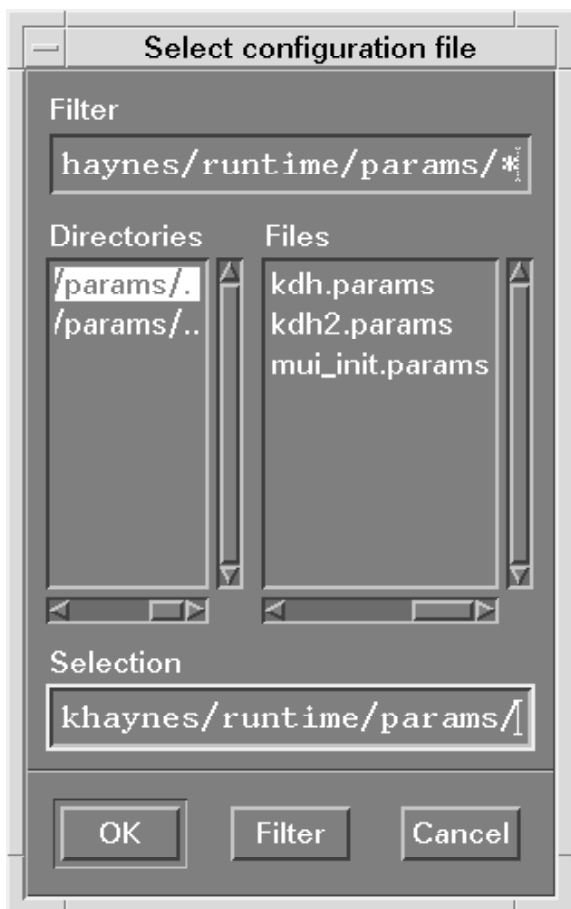 Select configuration file
Filter
haynes/runtime/params/*
Directories
Files
/params/.
/params/..
kdh.params
kdh2.params
mui_init.params
Selection
khaynes/runtime/params/
OK
Filter
Cancel